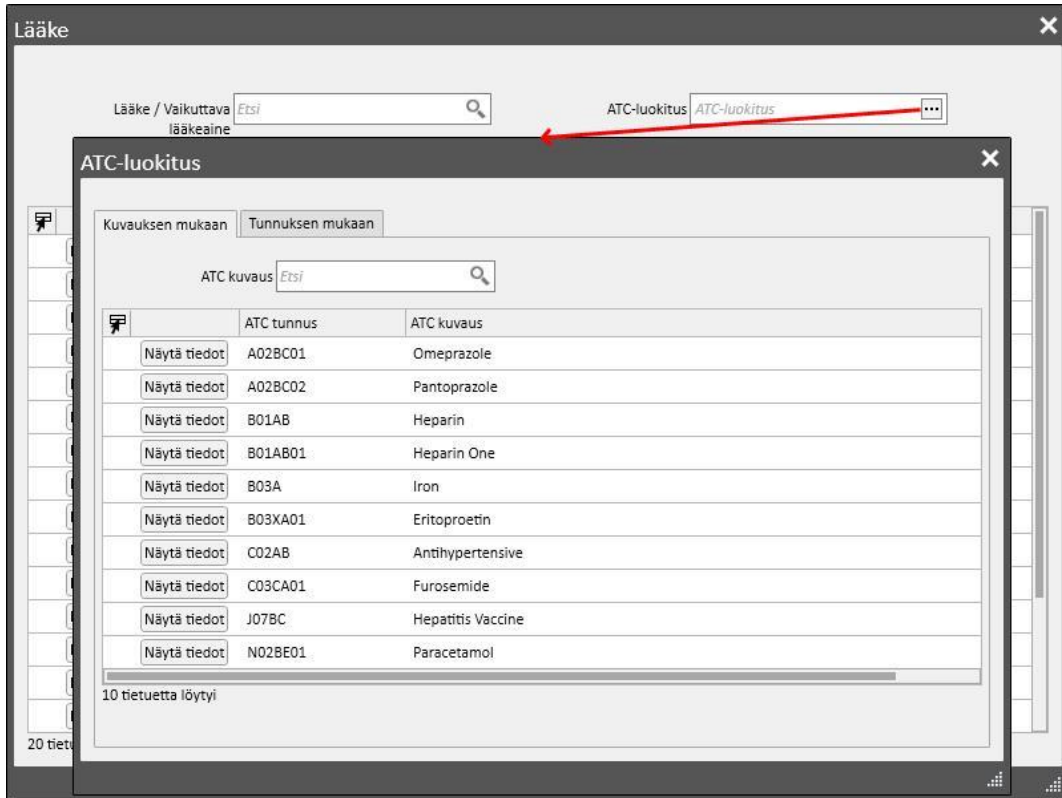 Lääke
Lääke / Vaikuttava
lääkeaine
Etsi
ATC-luokitus
ATC-luokitus
ATC-luokitus
Kuvauksen mukaan
Tunnuksen mukaan
ATC kuvaus
Etsi
ATC tunnus ATC kuvaus
Näytä tiedot A02BC01 Omeprazole
Näytä tiedot A02BC02 Pantoprazole
Näytä tiedot B01AB Heparin
Näytä tiedot B01AB01 Heparin One
Näytä tiedot B03A Iron
Näytä tiedot B03XA01 Eritoproetin
Näytä tiedot C02AB Antihypertensive
Näytä tiedot C03CA01 Furosemide
Näytä tiedot J07BC Hepatitis Vaccine
Näytä tiedot N02BE01 Paracetamol
10 tietuetta löytyi
20